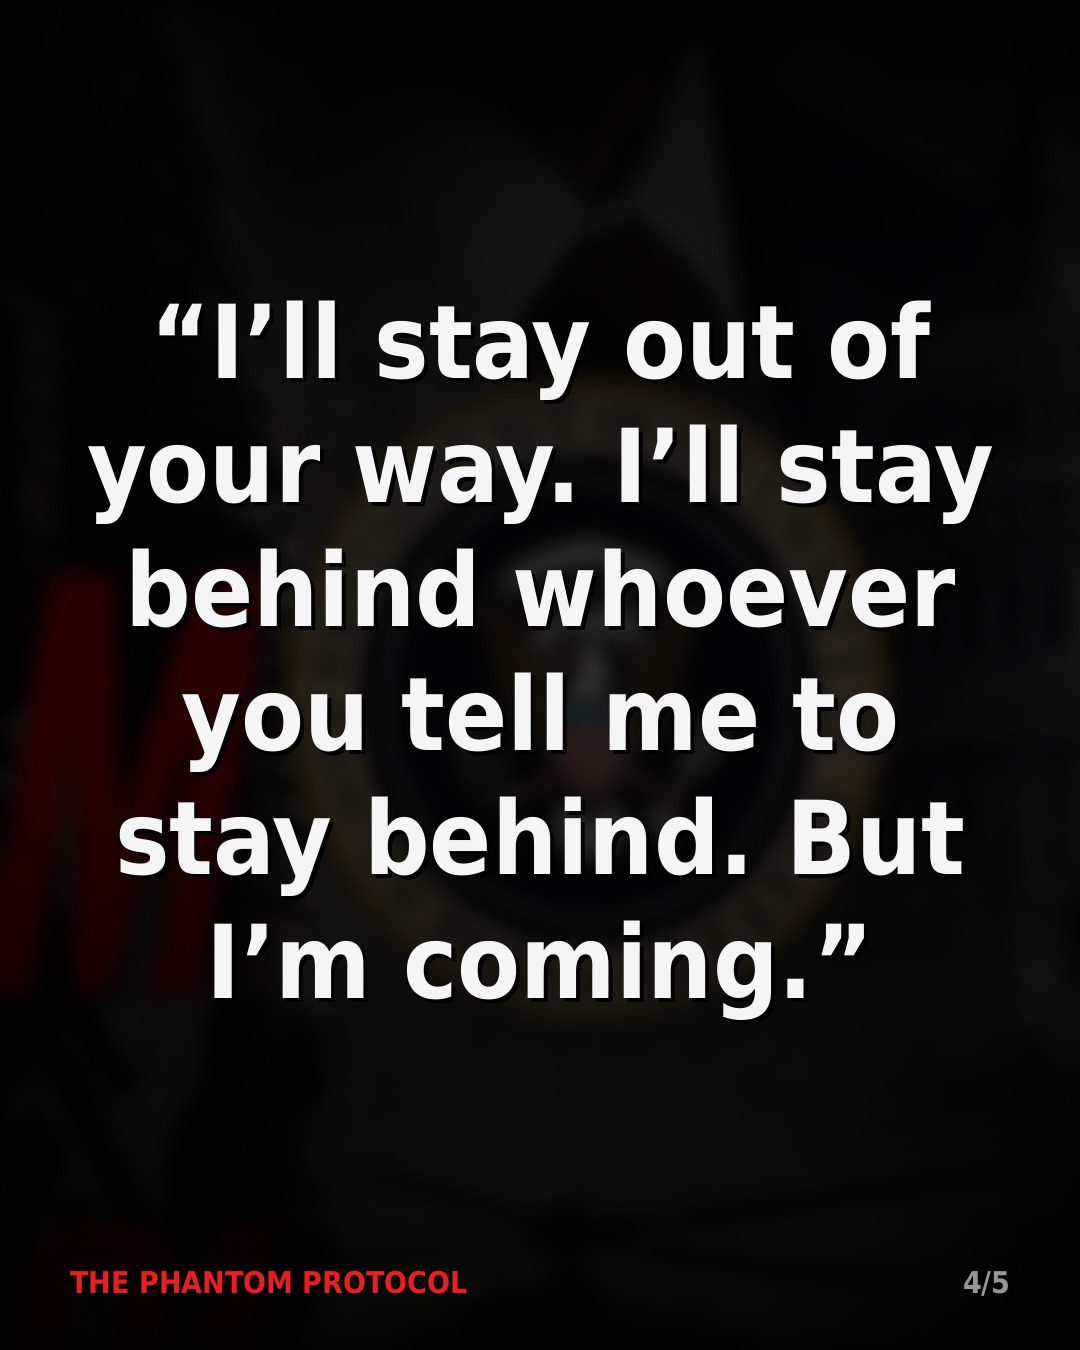 “I’ll stay out of
your way. I’ll stay
behind whoever
you tell me to
stay behind. But
I’m coming.”
THE PHANTOM PROTOCOL
4/5